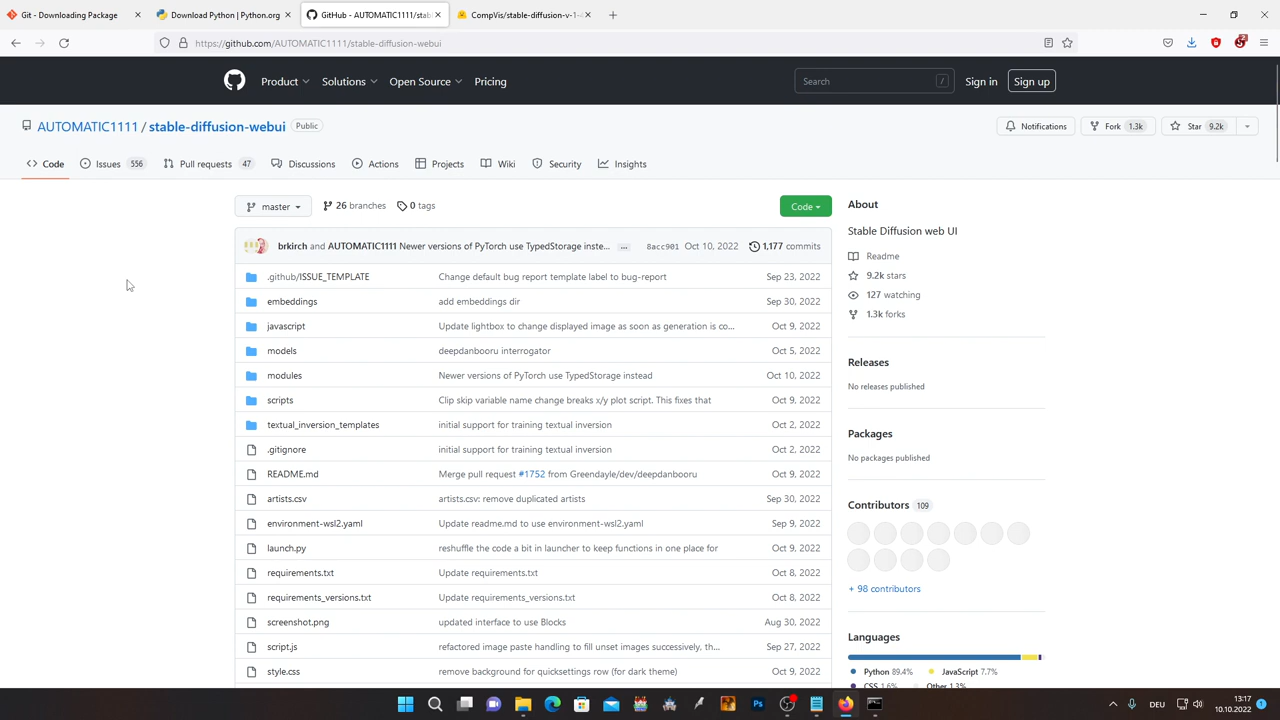 Git - Downloading Package
Download Python | Python.org
GitHub - AUTOMATIC1111/stabl
CompVis/stable-diffusion-v-1-4
https://github.com/AUTOMATIC1111/stable-diffusion-webui
Product
Solutions
Open Source
Pricing
Search
/
Sign in
Sign up
AUTOMATIC1111 / stable-diffusion-webui
Public
Notifications
Fork 1.3k
Star 9.2k
Code
Issues 556
Pull requests 47
Discussions
Actions
Projects
Wiki
Security
Insights
master
26 branches
0 tags
Code
brkirch and AUTOMATIC1111 Newer versions of PyTorch use TypedStorage inste... ... 8acc901 Oct 10, 2022 1,177 commits
.github/ISSUE_TEMPLATE Change default bug report template label to bug-report Sep 23, 2022
embeddings add embeddings dir Sep 30, 2022
javascript Update lightbox to change displayed image as soon as generation is co... Oct 9, 2022
models deepdanbooru interrogator Oct 5, 2022
modules Newer versions of PyTorch use TypedStorage instead Oct 10, 2022
scripts Clip skip variable name change breaks x/y plot script. This fixes that Oct 9, 2022
textual_inversion_templates initial support for training textual inversion Oct 2, 2022
.gitignore initial support for training textual inversion Oct 2, 2022
README.md Merge pull request #1752 from Greendayle/dev/deepdanbooru Oct 9, 2022
artists.csv artists.csv: remove duplicated artists Sep 30, 2022
environment-wsl2.yaml Update readme.md to use environment-wsl2.yaml Sep 9, 2022
launch.py reshuffle the code a bit in launcher to keep functions in one place for Oct 9, 2022
requirements.txt Update requirements.txt Oct 8, 2022
requirements_versions.txt Update requirements_versions.txt Oct 8, 2022
screenshot.png updated interface to use Blocks Aug 30, 2022
script.js refactored image paste handling to fill unset images successively. th... Sep 27, 2022
style.css remove background for quicksettings row (for dark theme) Oct 9, 2022
About
Stable Diffusion web UI
Readme
9.2k stars
127 watching
1.3k forks
Releases
No releases published
Packages
No packages published
Contributors 109
+ 98 contributors
Languages
Python 89.4%
JavaScript 7.7%
CSS 1.6%
Other 1.3%
DEU
13:17
10.10.2022